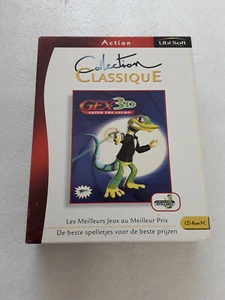 Action
Ubi Soft
Collection
CLASSIQUE
GEX 3D
ENTER THE GECKO
Les Meilleurs Jeux au Meilleur Prix
De beste spelletjes voor de beste prijzen
CD-Rom PC